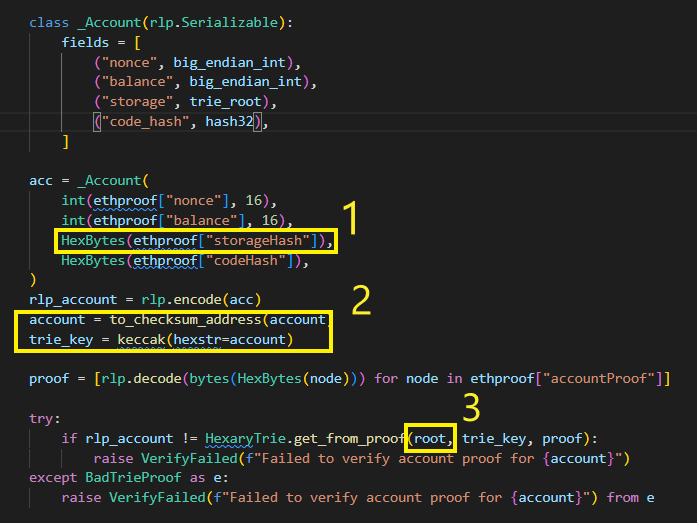 class _Account(rlp.Serializable):
    fields = [
        ("nonce", big_endian_int),
        ("balance", big_endian_int),
        ("storage", trie_root),
        ("code_hash", hash32),
    ]
acc = _Account(
    int(ethproof["nonce"], 16),
    int(ethproof["balance"], 16),
    HexBytes(ethproof["storageHash"]),
1
    HexBytes(ethproof["codeHash"]),
)
rlp_account = rlp.encode(acc)
2
account = to_checksum_address(account)
trie_key = keccak(hexstr=account)
proof = [rlp.decode(bytes(HexBytes(node))) for node in ethproof["accountProof"]]
3
try:
    if rlp_account != HexaryTrie.get_from_proof(root, trie_key, proof):
        raise VerifyFailed(f"Failed to verify account proof for {account}")
except BadTrieProof as e:
    raise VerifyFailed(f"Failed to verify account proof for {account}") from e